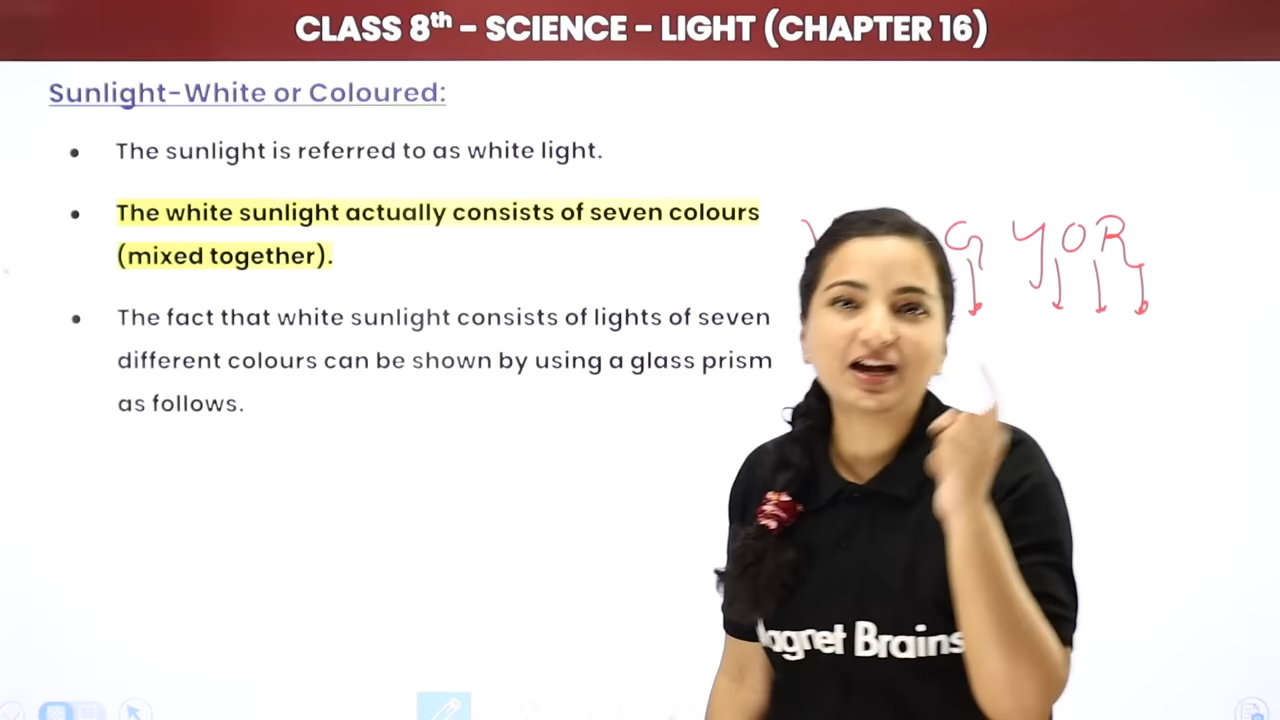 CLASS 8th – SCIENCE – LIGHT (CHAPTER 16)
Sunlight-White or Coloured:
• The sunlight is referred to as white light.
• The white sunlight actually consists of seven colours
(mixed together).
G Y O R
• The fact that white sunlight consists of lights of seven
different colours can be shown by using a glass prism
as follows.
agnet Brains